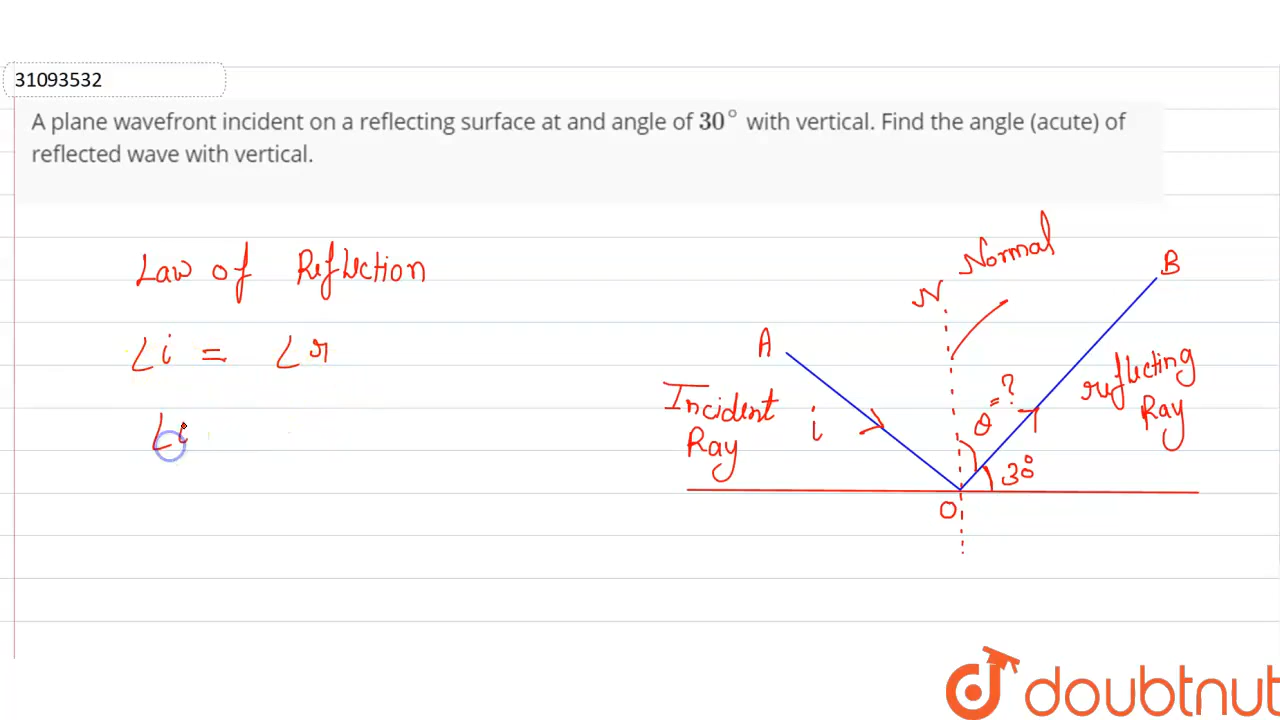 31093532
A plane wavefront incident on a reflecting surface at and angle of 30° with vertical. Find the angle (acute) of
reflected wave with vertical.
Law of Reflection
∠i = ∠r
∠i
Normal
N
B
A
Incident
Ray
i
θ = ?
reflecting
Ray
30°
O
doubtnut